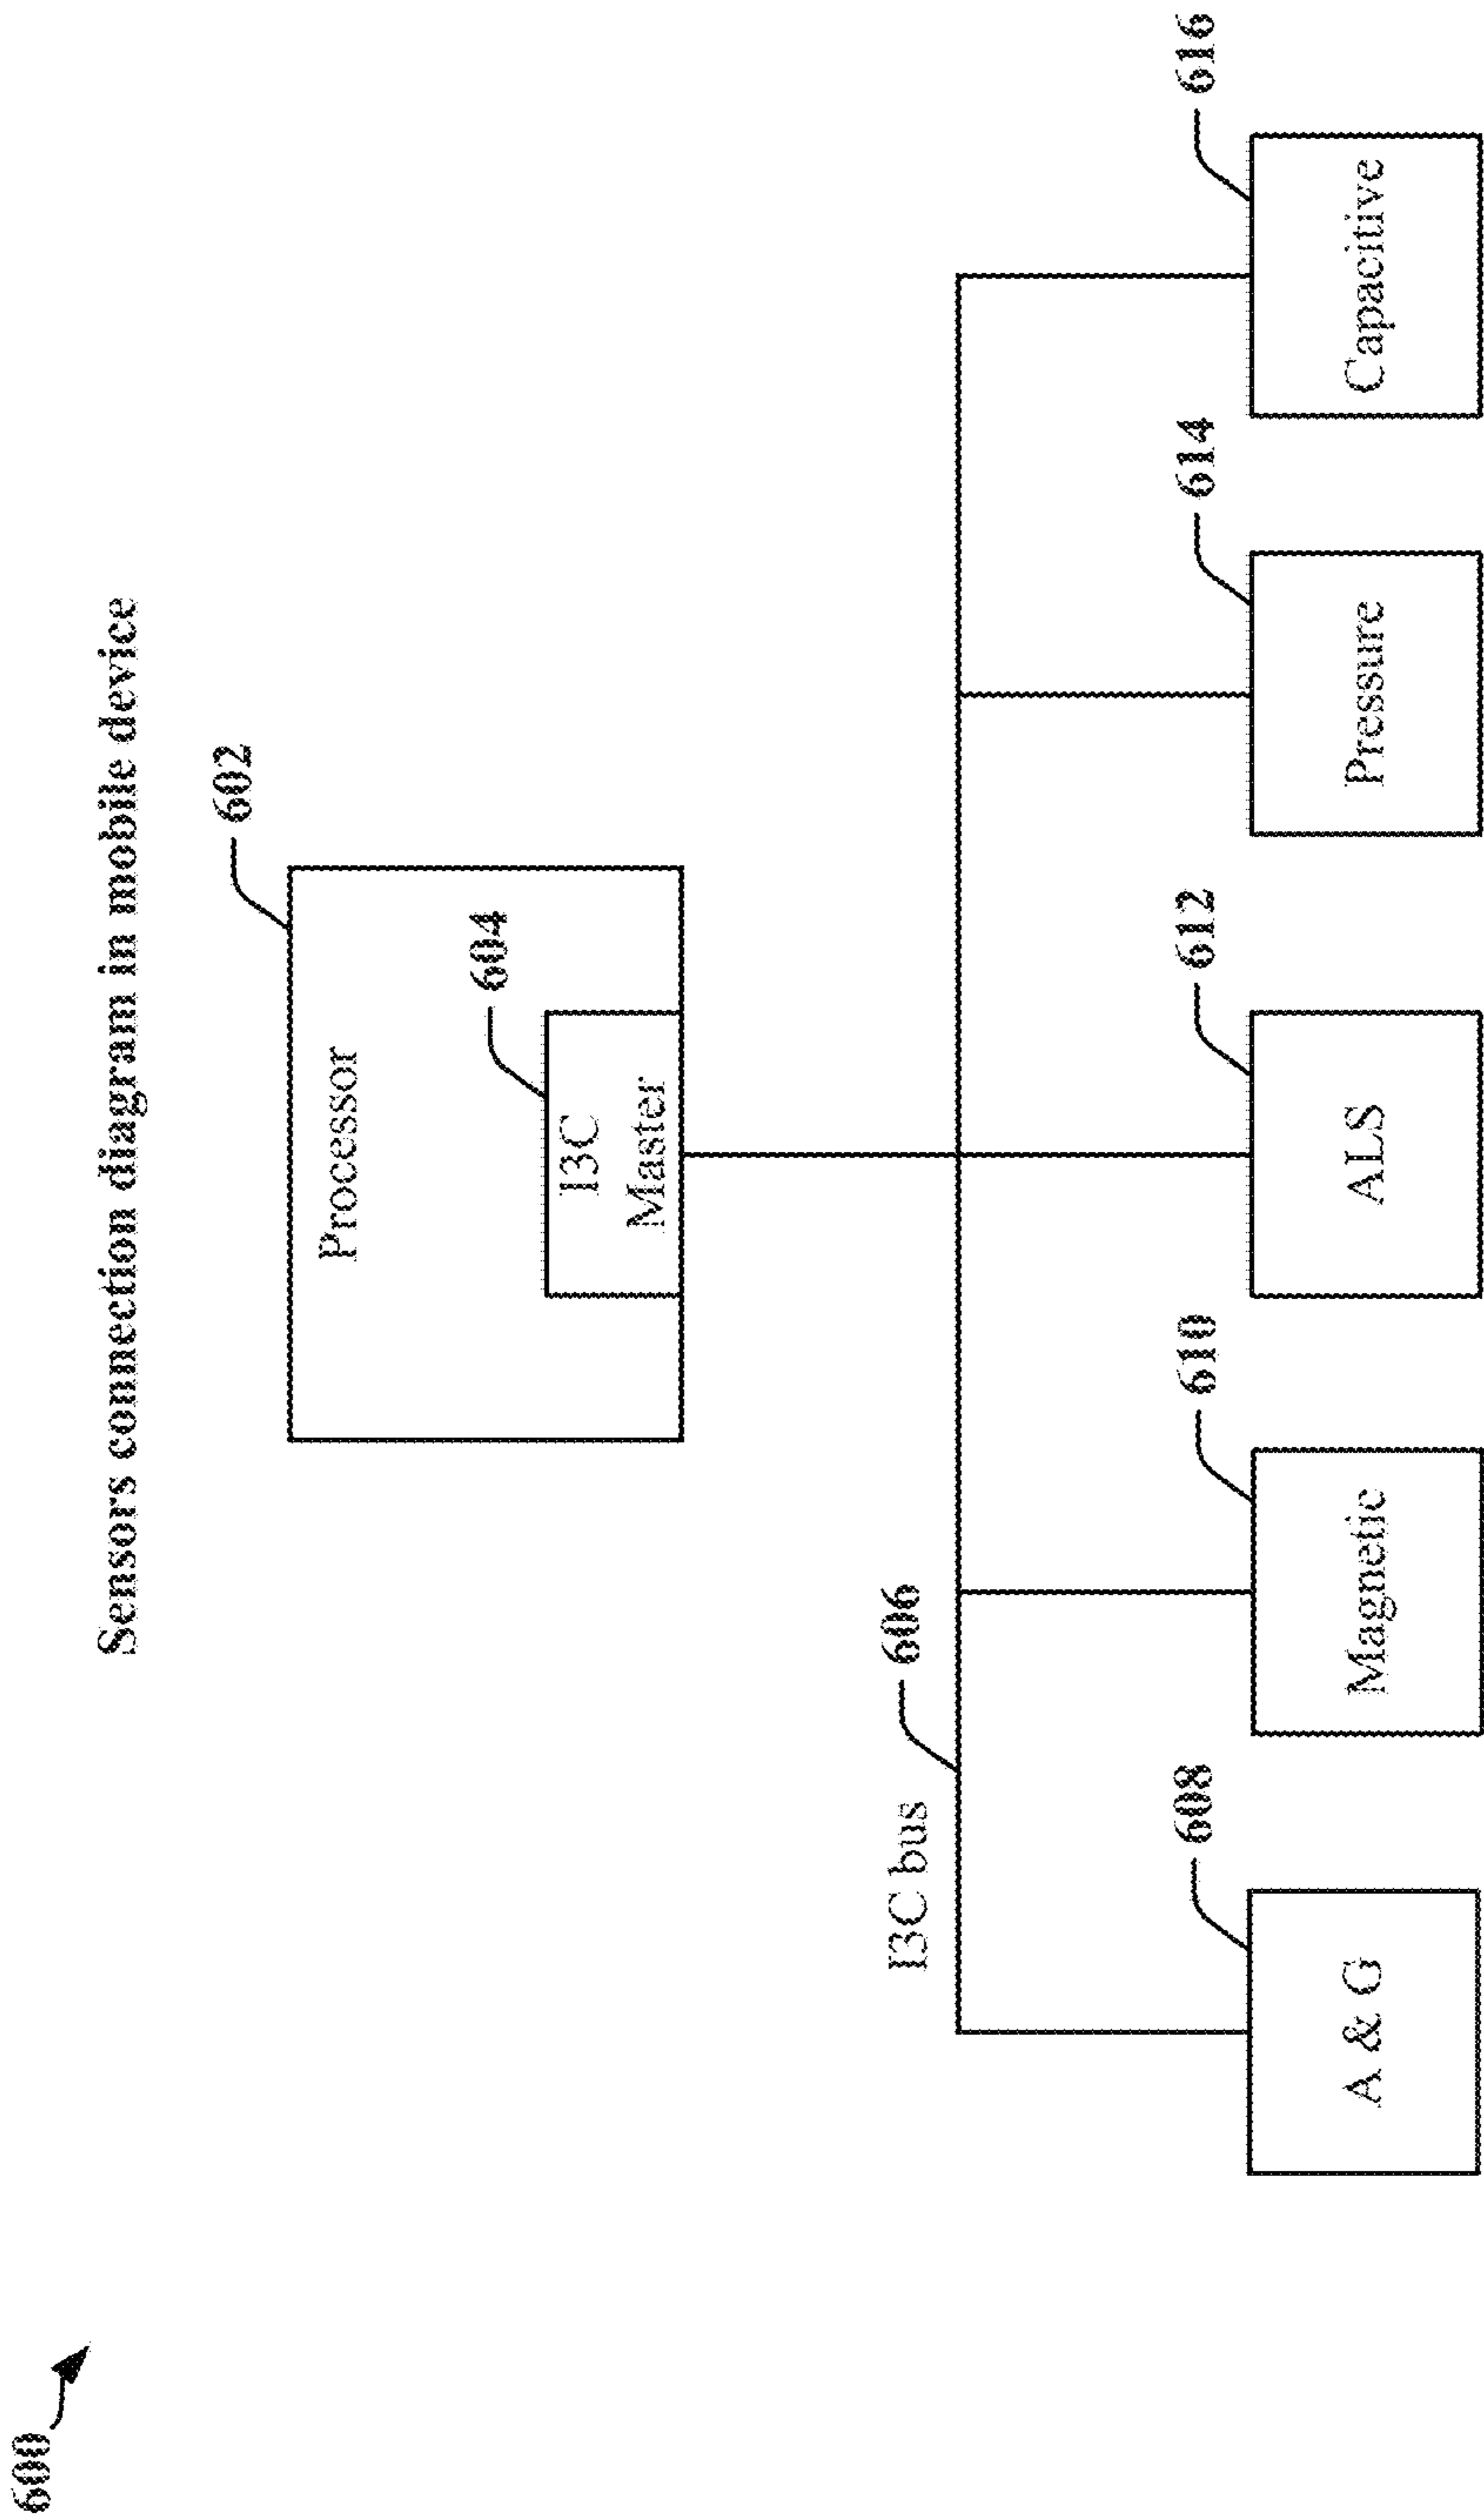 600
Sensors connection diagram in mobile device
602
Processor
604
I3C
Master
I3C bus
606
608
610
612
614
616
A & G
Magnetic
ALS
Pressure
Capacitive